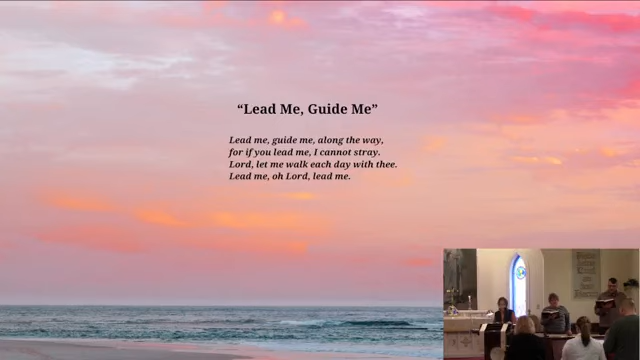 “Lead Me, Guide Me”
Lead me, guide me, along the way,
for if you lead me, I cannot stray.
Lord, let me walk each day with thee.
Lead me, oh Lord, lead me.